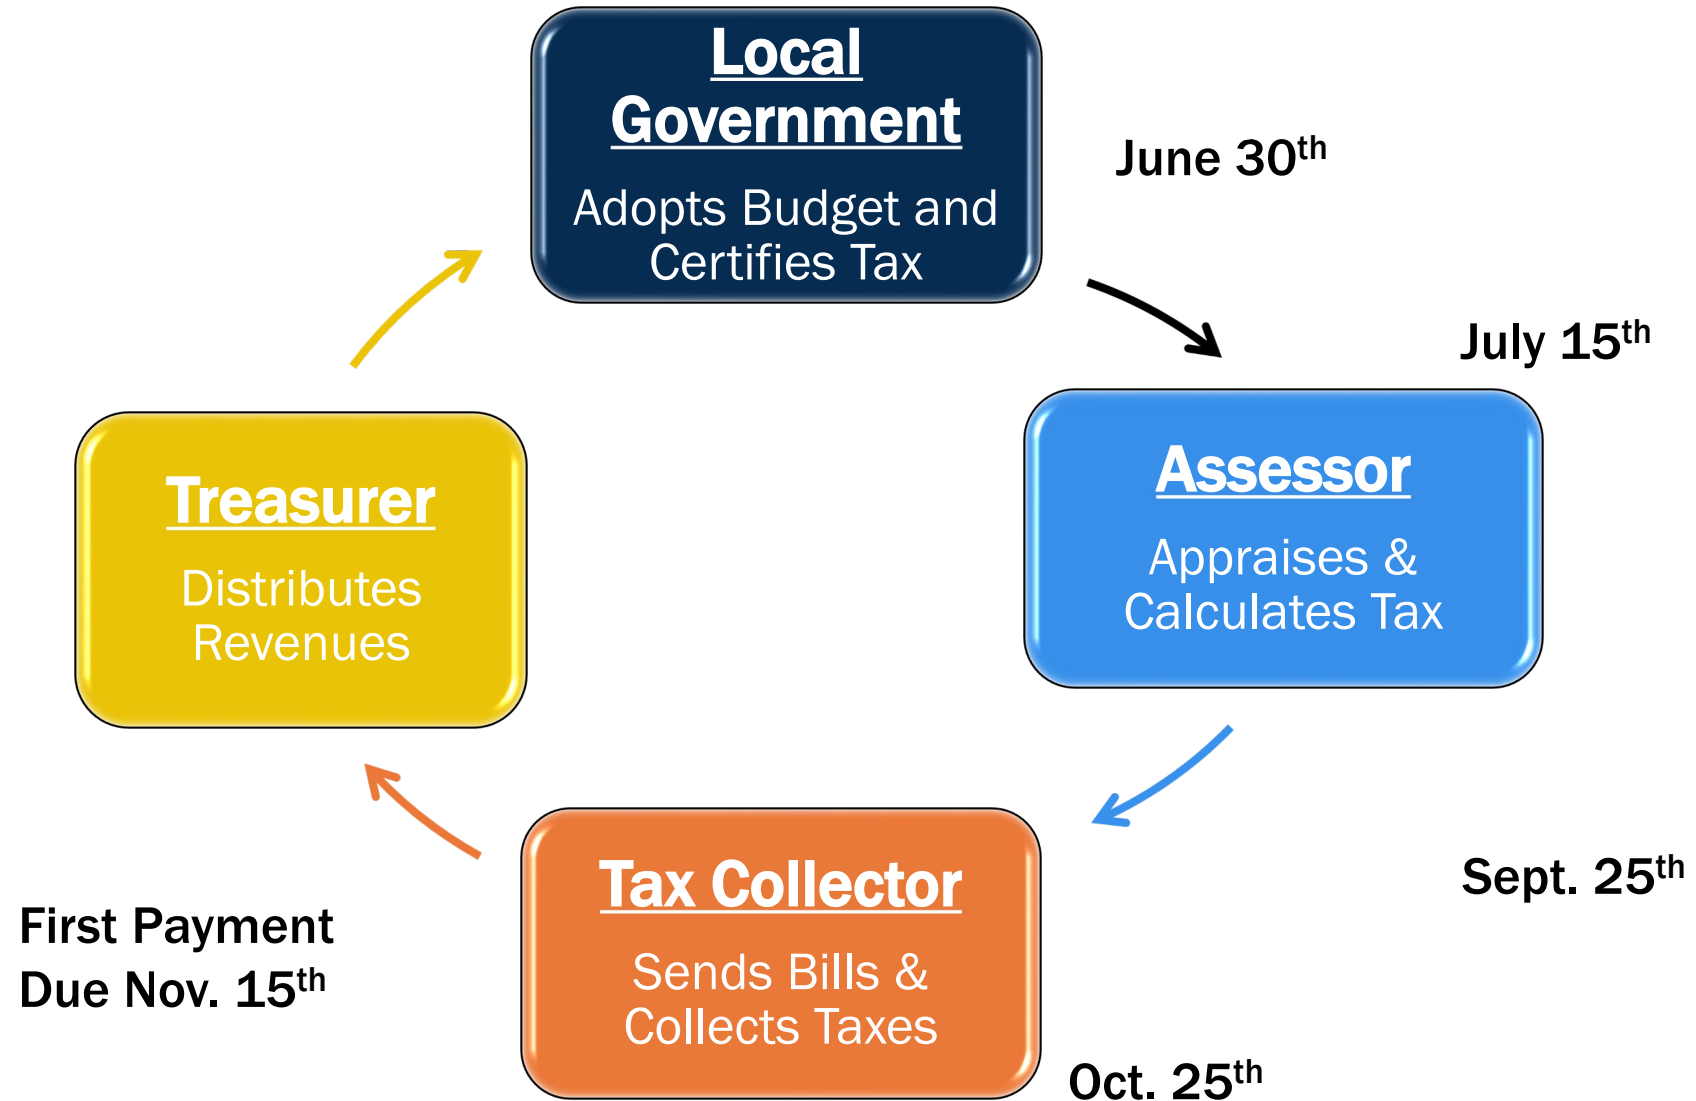 Local
Government
Adopts Budget and
Certifies Tax
June 30th
July 15th
Assessor
Appraises &
Calculates Tax
Sept. 25th
Tax Collector
Sends Bills &
Collects Taxes
Oct. 25th
First Payment
Due Nov. 15th
Treasurer
Distributes
Revenues